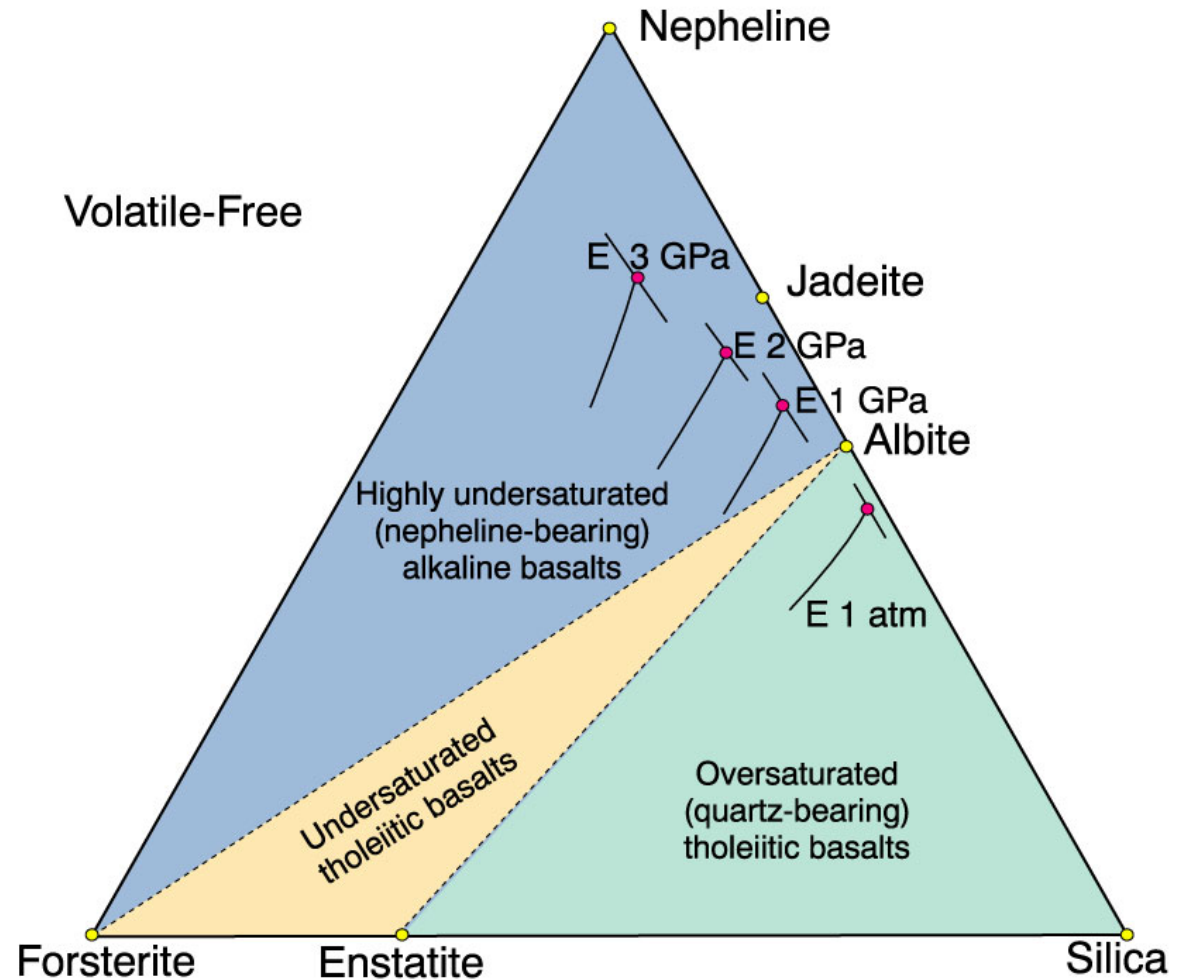 Nepheline
Volatile-Free
E 3 GPa
Jadeite
E 2 GPa
E 1 GPa
Albite
Highly undersaturated
(nepheline-bearing)
alkaline basalts
E 1 atm
Undersaturated
tholeiitic basalts
Oversaturated
(quartz-bearing)
tholeiitic basalts
Forsterite
Enstatite
Silica